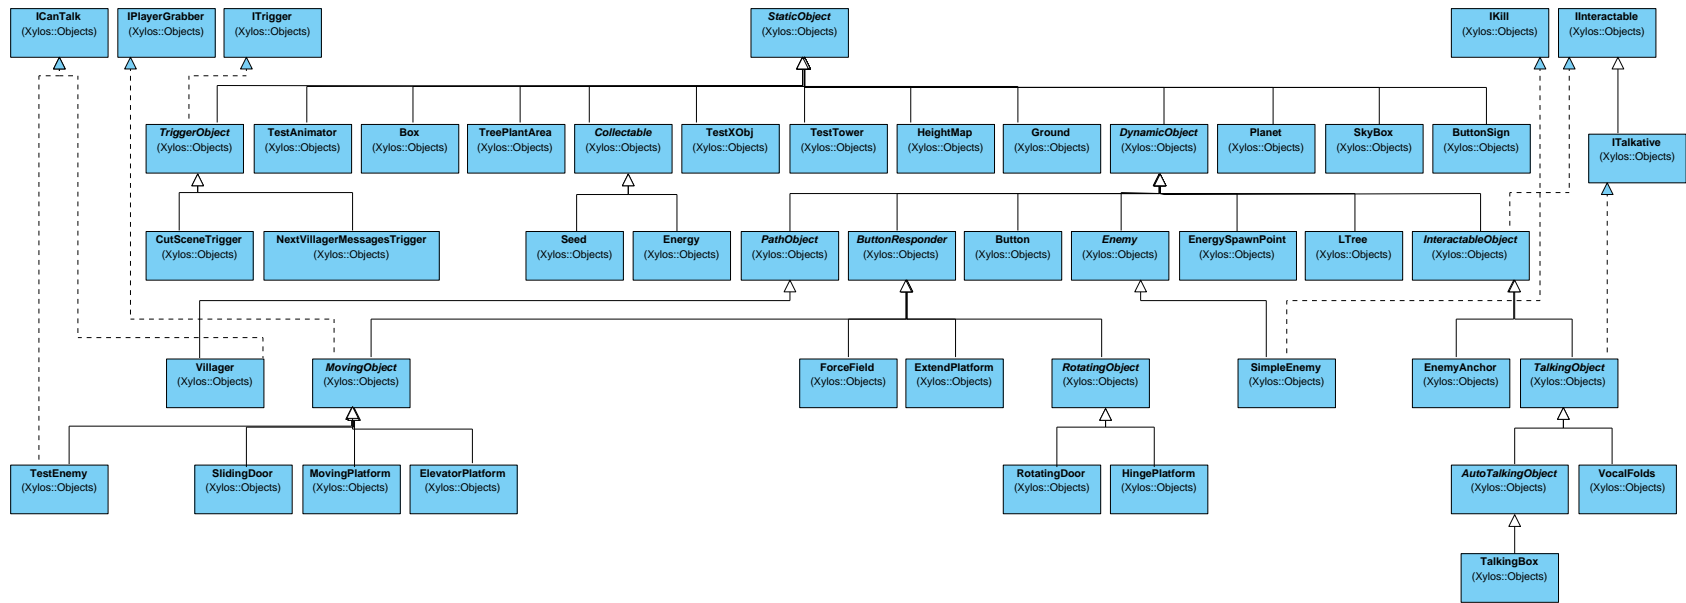 ICanTalk
(Xylos::Objects)
IPlayerGrabber
(Xylos::Objects)
ITrigger
(Xylos::Objects)
StaticObject
(Xylos::Objects)
IKill
(Xylos::Objects)
IInteractable
(Xylos::Objects)
TriggerObject
(Xylos::Objects)
TestAnimator
(Xylos::Objects)
Box
(Xylos::Objects)
TreePlantArea
(Xylos::Objects)
Collectable
(Xylos::Objects)
TestXObj
(Xylos::Objects)
TestTower
(Xylos::Objects)
HeightMap
(Xylos::Objects)
Ground
(Xylos::Objects)
DynamicObject
(Xylos::Objects)
Planet
(Xylos::Objects)
SkyBox
(Xylos::Objects)
ButtonSign
(Xylos::Objects)
ITalkative
(Xylos::Objects)
CutSceneTrigger
(Xylos::Objects)
NextVillagerMessagesTrigger
(Xylos::Objects)
Seed
(Xylos::Objects)
Energy
(Xylos::Objects)
PathObject
(Xylos::Objects)
ButtonResponder
(Xylos::Objects)
Button
(Xylos::Objects)
Enemy
(Xylos::Objects)
EnergySpawnPoint
(Xylos::Objects)
LTree
(Xylos::Objects)
InteractableObject
(Xylos::Objects)
Villager
(Xylos::Objects)
MovingObject
(Xylos::Objects)
ForceField
(Xylos::Objects)
ExtendPlatform
(Xylos::Objects)
RotatingObject
(Xylos::Objects)
SimpleEnemy
(Xylos::Objects)
EnemyAnchor
(Xylos::Objects)
TalkingObject
(Xylos::Objects)
TestEnemy
(Xylos::Objects)
SlidingDoor
(Xylos::Objects)
MovingPlatform
(Xylos::Objects)
ElevatorPlatform
(Xylos::Objects)
RotatingDoor
(Xylos::Objects)
HingePlatform
(Xylos::Objects)
AutoTalkingObject
(Xylos::Objects)
VocalFolds
(Xylos::Objects)
TalkingBox
(Xylos::Objects)